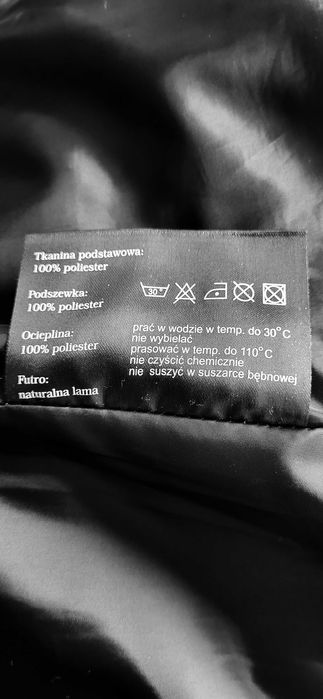 Tkanina podstawowa:
100% poliester
Podszewka:
100% poliester
Ocieplina:
100% poliester
Futro:
naturalna lama
30°
prać w wodzie w temp. do 30°C
nie wybielać
prasować w temp. do 110°C
nie czyścić chemicznie
nie suszyć w suszarce bębnowej